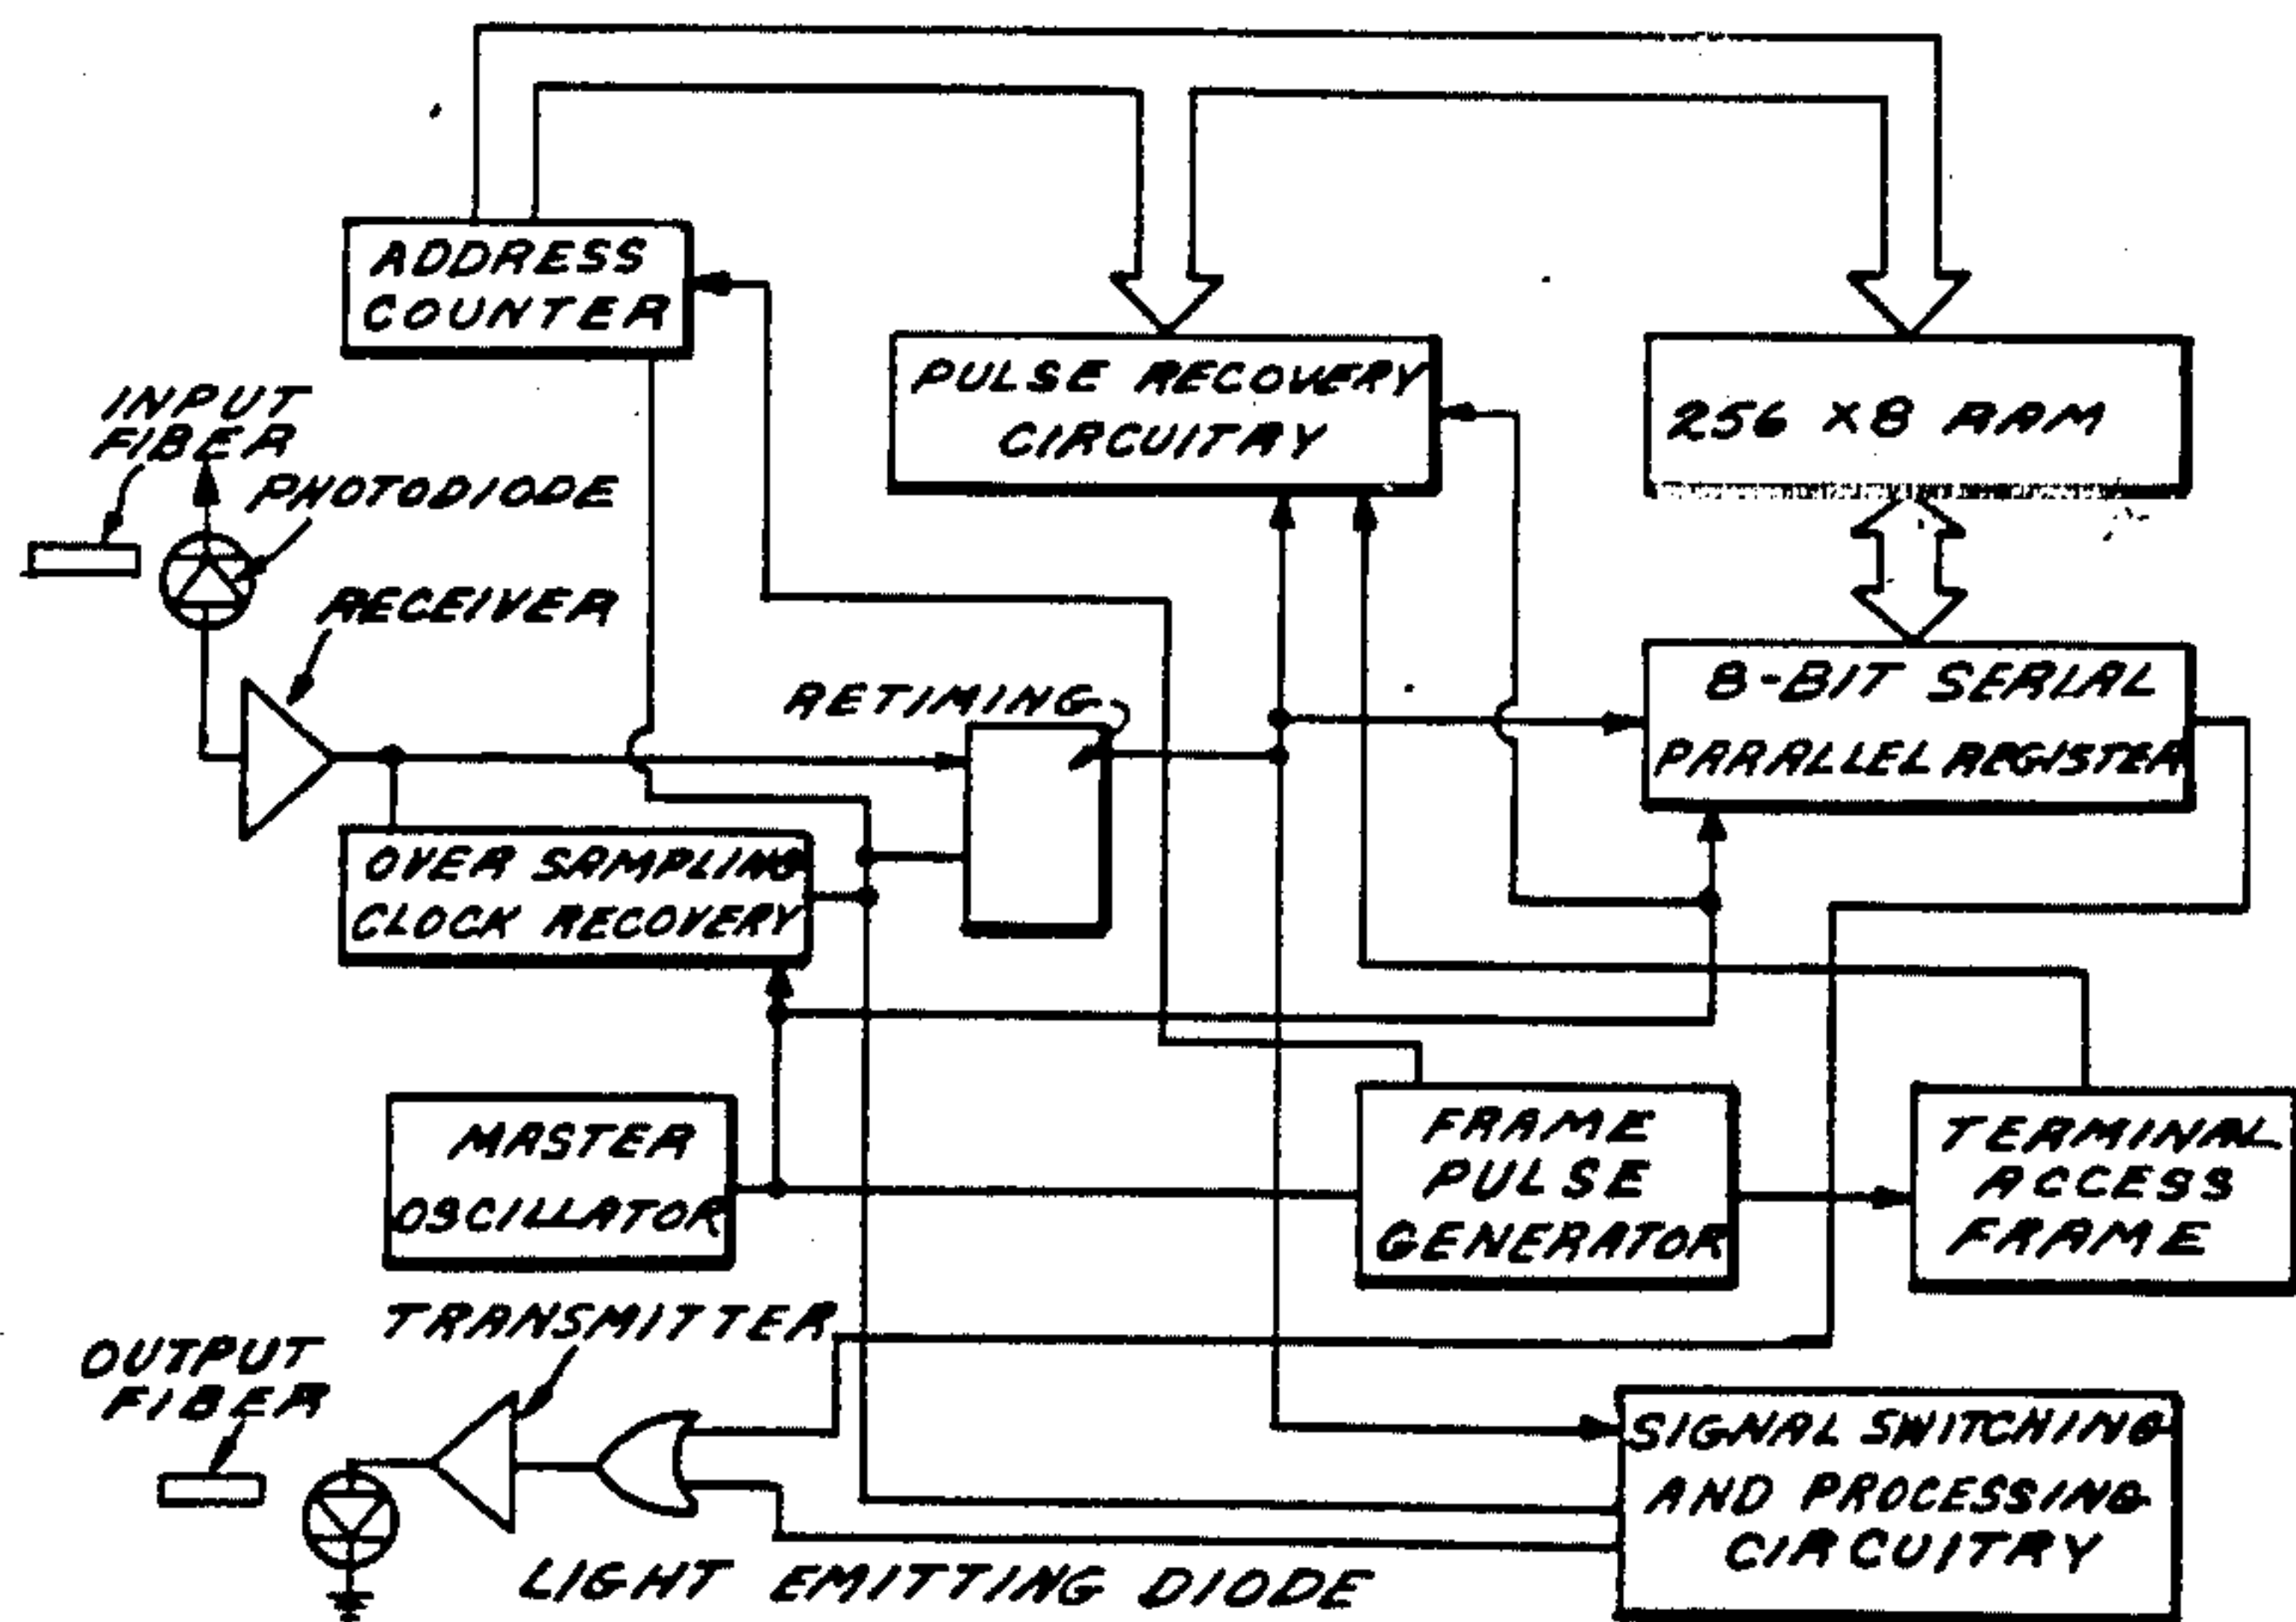 ADDRESS
COUNTER
INPUT
FIBER
PHOTODIODE
PULSE RECOVERY
CIRCUITRY
256 X8 RAM
RECEIVER
RETIMING
8-BIT SERIAL
PARALLEL REGISTER
OVER SAMPLING
CLOCK RECOVERY
MASTER
OSCILLATOR
FRAME
PULSE
GENERATOR
TERMINAL
ACCESS
FRAME
TRANSMITTER
OUTPUT
FIBER
SIGNAL SWITCHING
AND PROCESSING
CIRCUITRY
LIGHT EMITTING DIODE